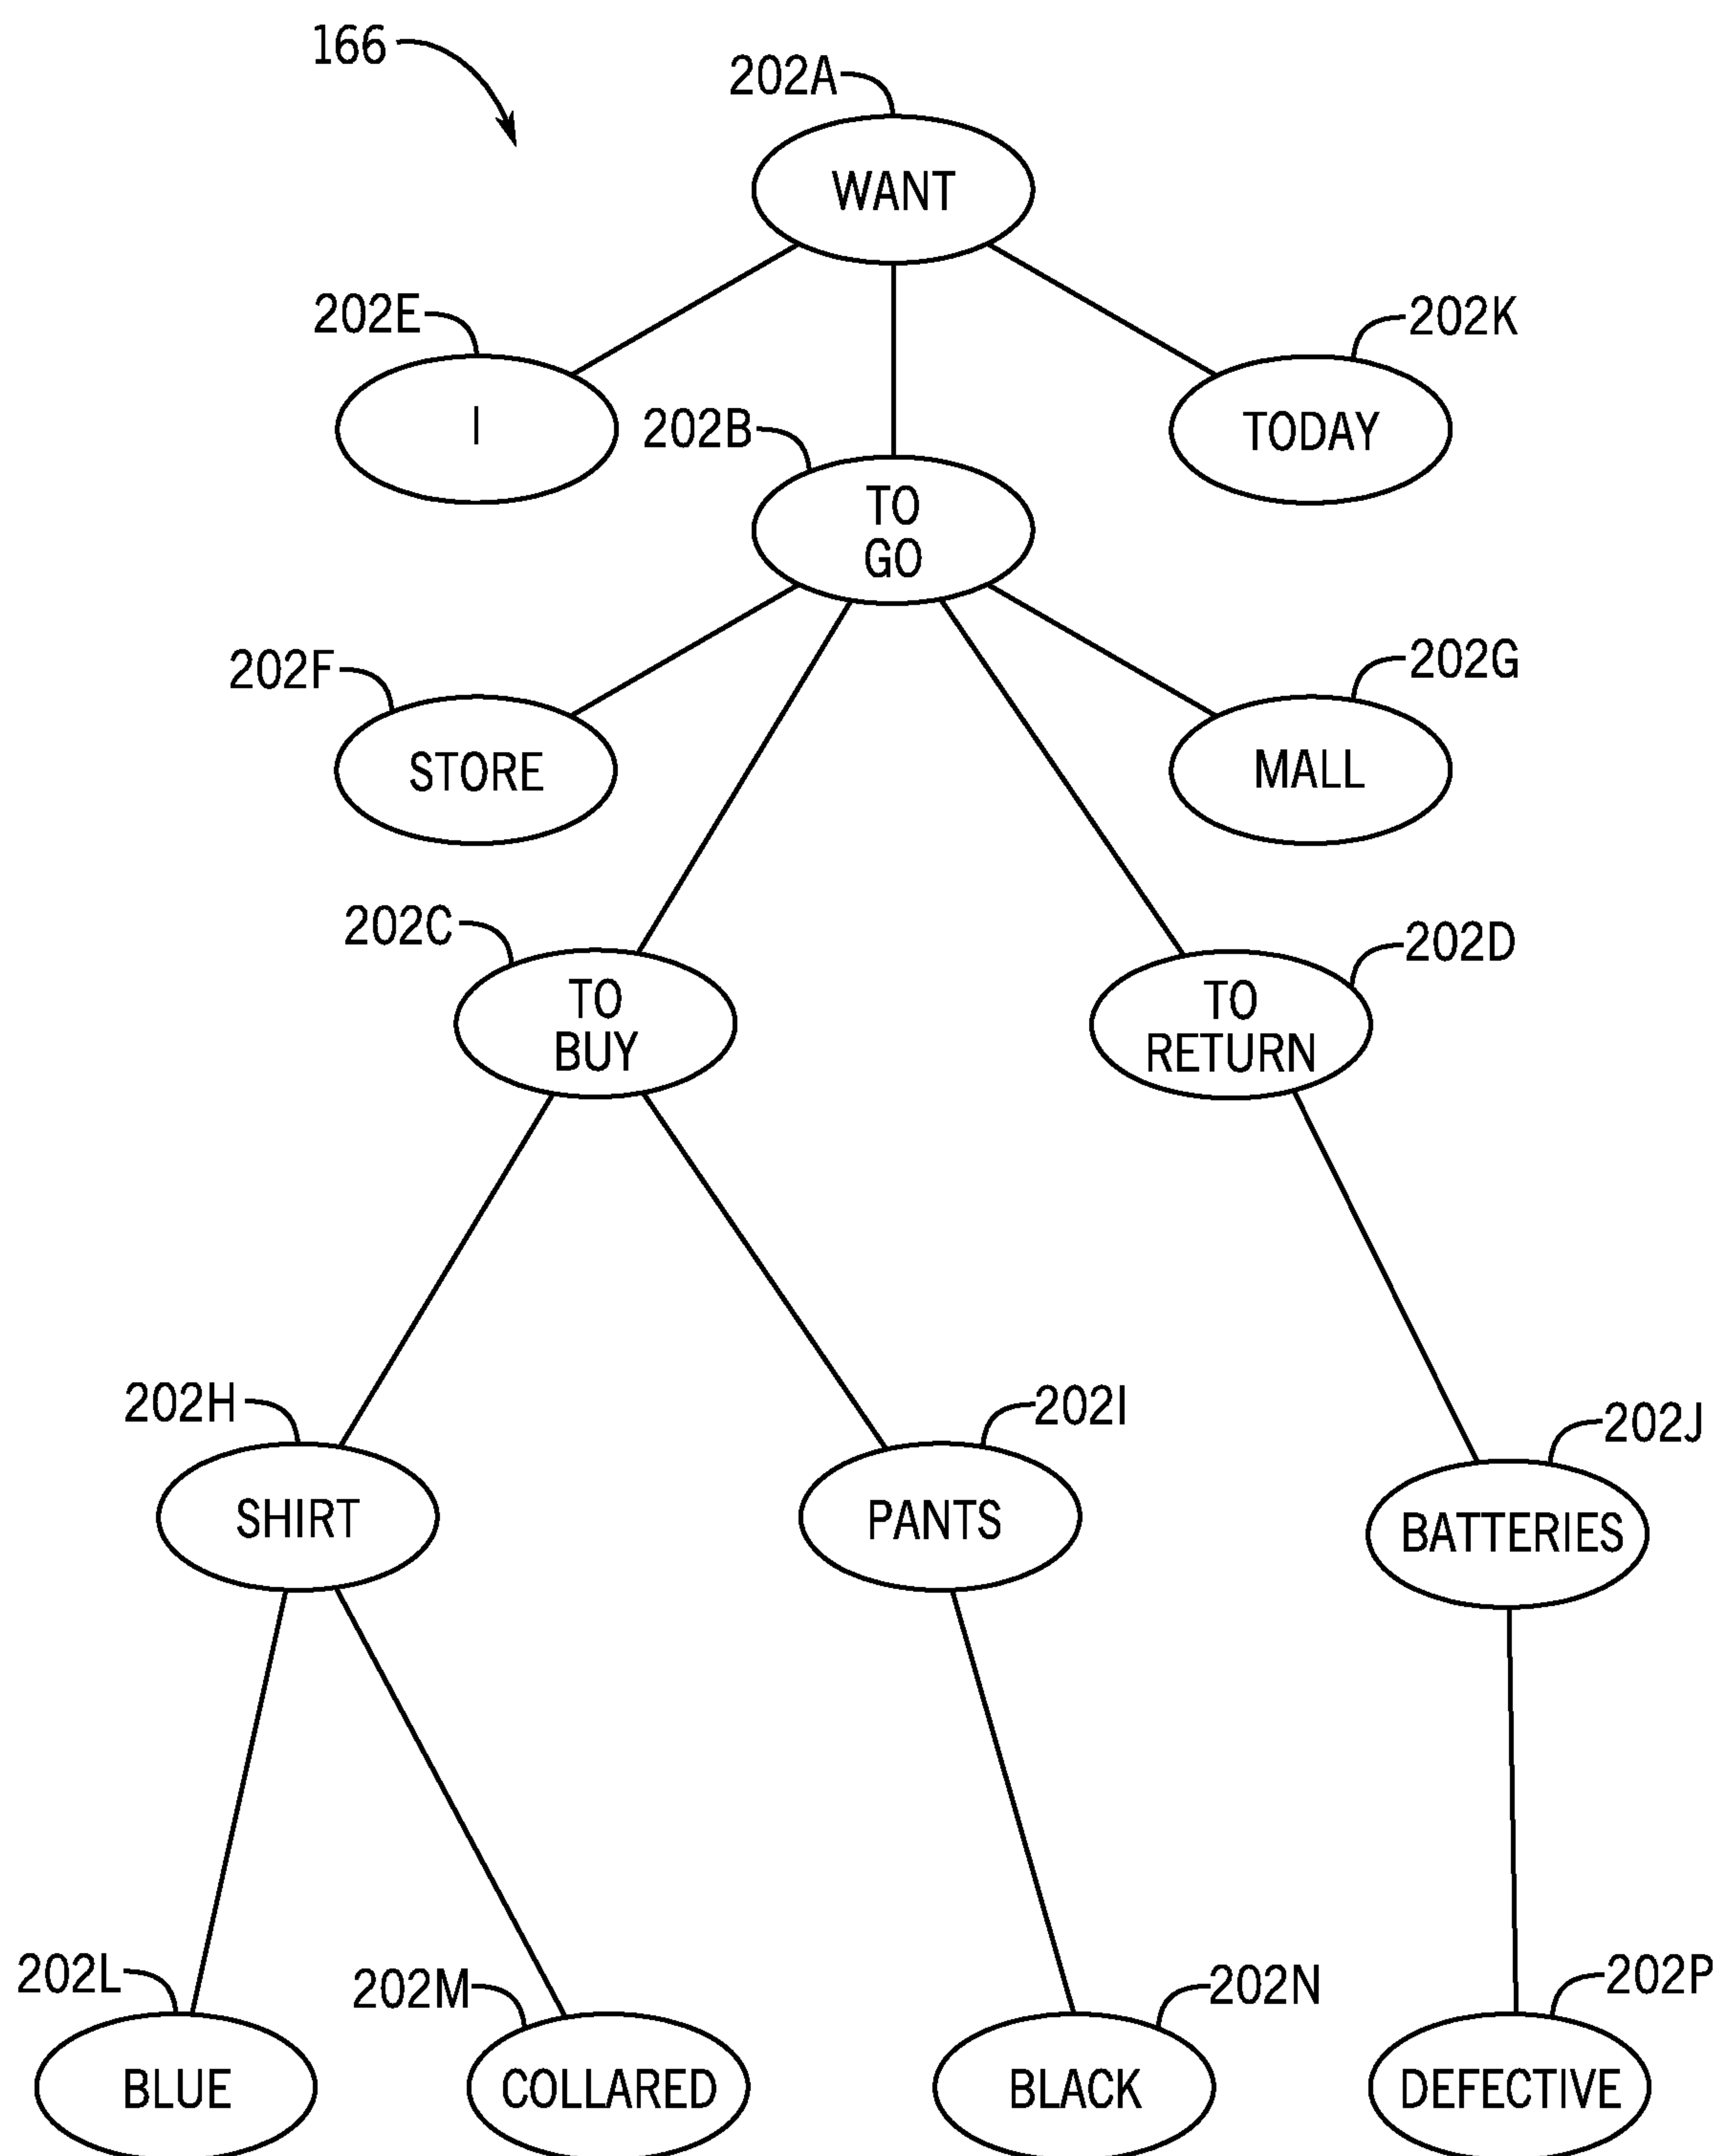 166
202A
WANT
202E
202K
I
202B
TODAY
TO
GO
202F
202G
STORE
MALL
202C
202D
TO
BUY
TO
RETURN
202H
202I
202J
SHIRT
PANTS
BATTERIES
202L
202M
202N
202P
BLUE
COLLARED
BLACK
DEFECTIVE